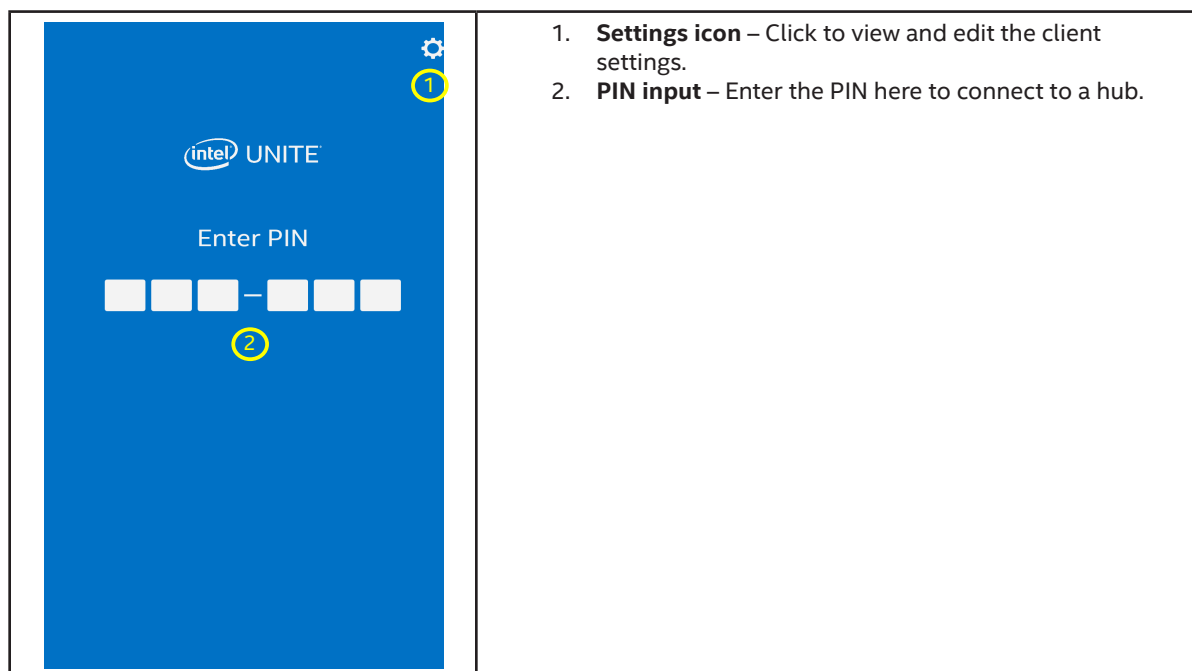 1
intel UNITE
Enter PIN
–
2
1. Settings icon – Click to view and edit the client
settings.
2. PIN input – Enter the PIN here to connect to a hub.